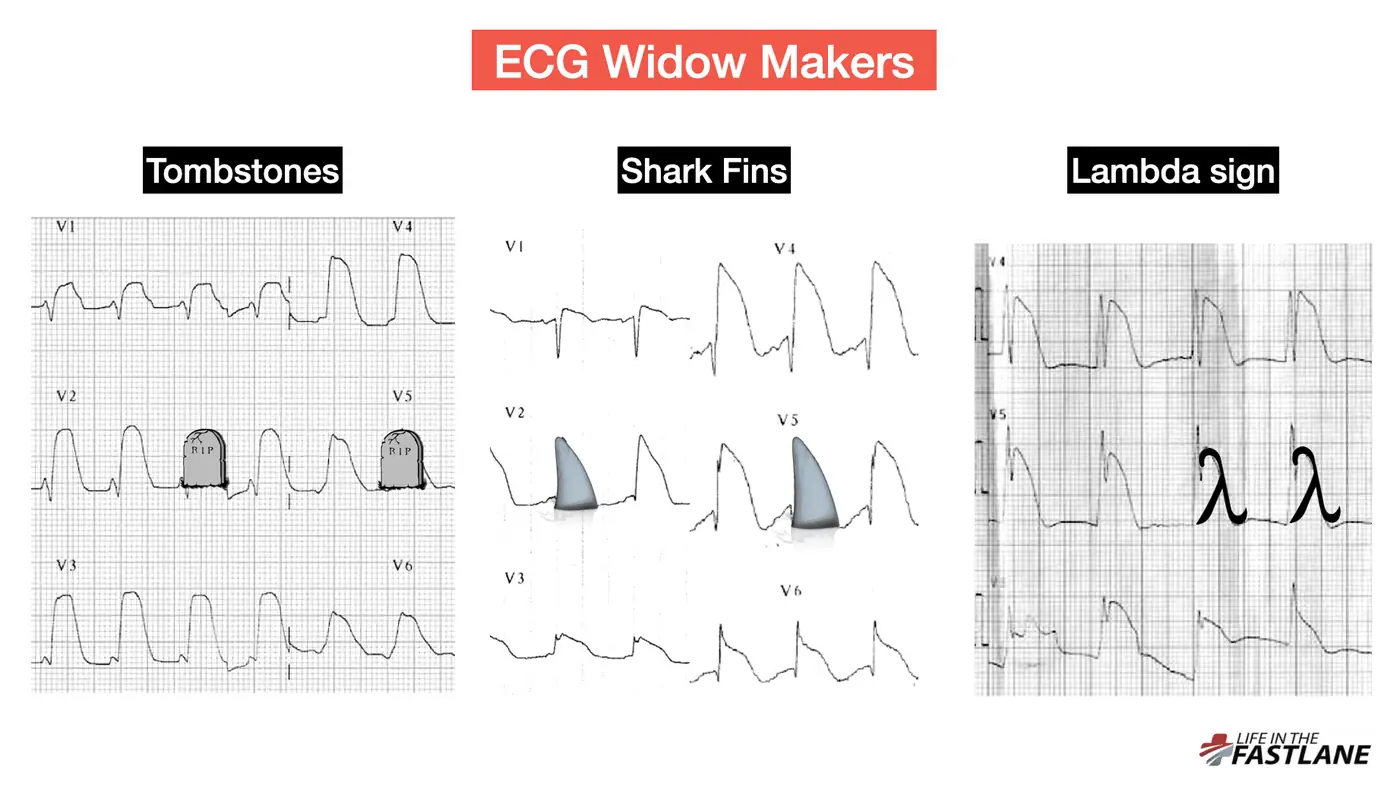 ECG Widow Makers
Tombstones
V1
V4
V2
V5
RIP
RIP
V3
V6
Shark Fins
V1
V4
V2
V5
V3
V6
Lambda sign
V4
V5
λ λ
LIFE IN THE
FASTLANE